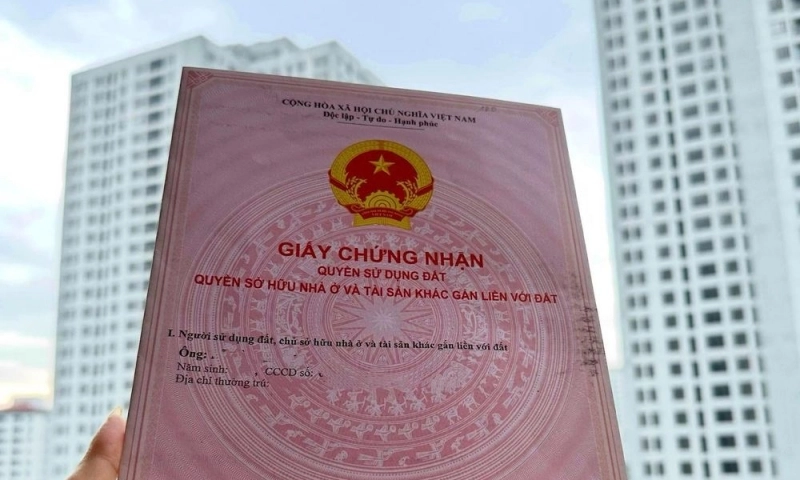 CỘNG HÒA XÃ HỘI CHỦ NGHĨA VIỆT NAM
Độc lập - Tự do - Hạnh phúc
GIẤY CHỨNG NHẬN
QUYỀN SỬ DỤNG ĐẤT
QUYỀN SỞ HỮU NHÀ Ở VÀ TÀI SẢN KHÁC GẮN LIỀN VỚI ĐẤT
I. Người sử dụng đất, chủ sở hữu nhà ở và tài sản khác gắn liền với đất
Ông:
Năm sinh: CCCD số:
Địa chỉ thường trú: